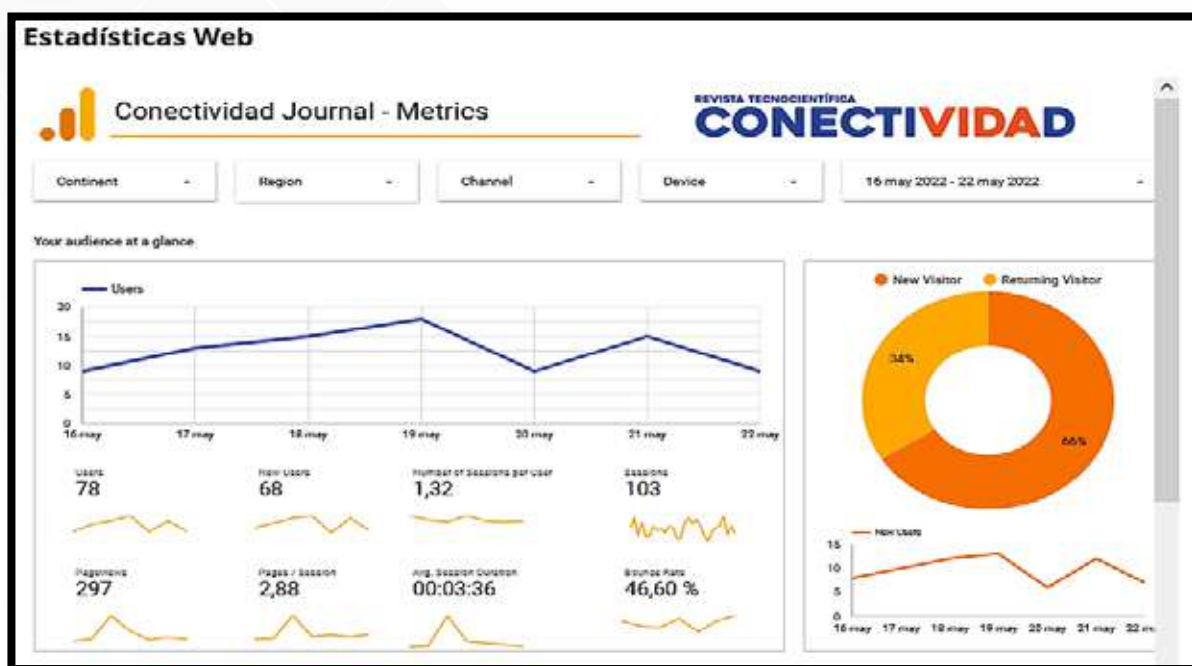 Estadísticas Web
Conectividad Journal - Metrics
REVISTA TECNOCIENTÍFICA
CONECTIVIDAD
Continent
Region
Channel
Device
16 may 2022 - 22 may 2022
Your audience at a glance
Users
20
15
10
5
0
16 may 17 may 18 may 19 may 20 may 21 may 22 may
Users
78
New Users
68
Number of Sessions per User
1,32
Sessions
103
Pageviews
297
Pages / Session
2,88
Avg. Session Duration
00:03:36
Bounce Rate
46,60 %
New Visitor Returning Visitor
34%
66%
New Users
15
10
5
0
16 may 17 may 18 may 19 may 20 may 21 may 22